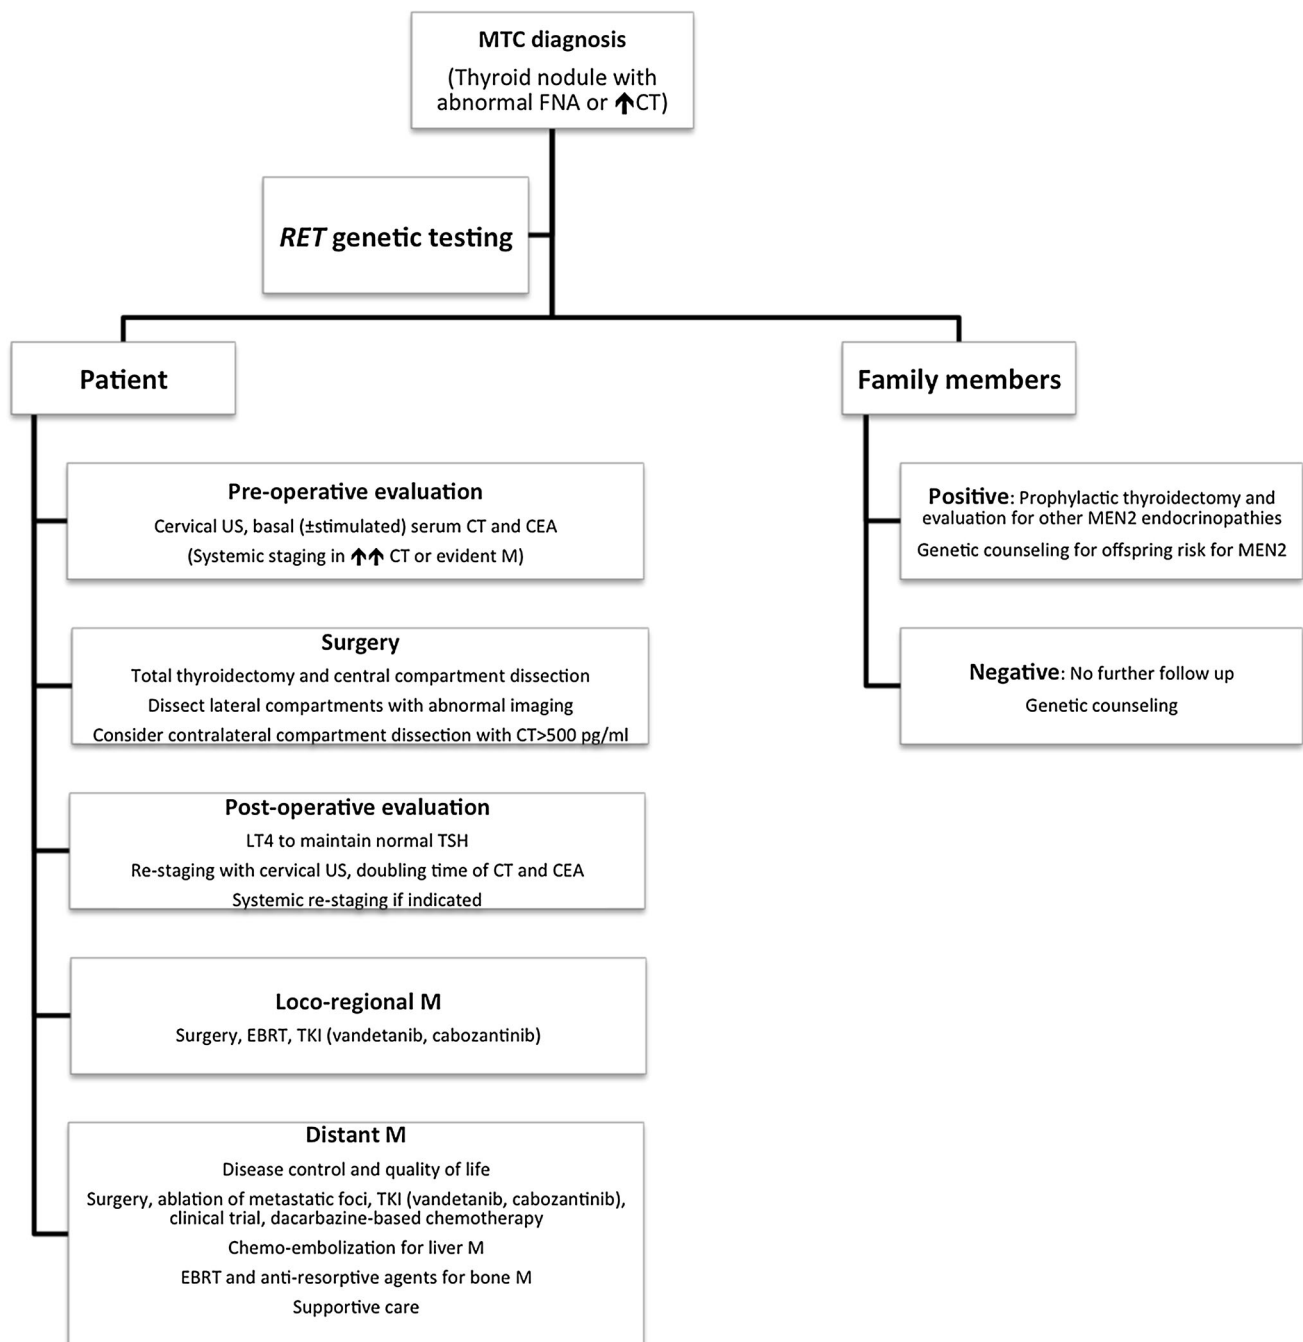 MTC diagnosis
(Thyroid nodule with
abnormal FNA or ↑CT)
RET genetic testing
Patient
Family members
Pre-operative evaluation
Cervical US, basal (±stimulated) serum CT and CEA
(Systemic staging in ↑↑ CT or evident M)
Surgery
Total thyroidectomy and central compartment dissection
Dissect lateral compartments with abnormal imaging
Consider contralateral compartment dissection with CT>500 pg/ml
Post-operative evaluation
LT4 to maintain normal TSH
Re-staging with cervical US, doubling time of CT and CEA
Systemic re-staging if indicated
Loco-regional M
Surgery, EBRT, TKI (vandetanib, cabozantinib)
Distant M
Disease control and quality of life
Surgery, ablation of metastatic foci, TKI (vandetanib, cabozantinib),
clinical trial, dacarbazine-based chemotherapy
Chemo-embolization for liver M
EBRT and anti-resorptive agents for bone M
Supportive care
Positive: Prophylactic thyroidectomy and
evaluation for other MEN2 endocrinopathies
Genetic counseling for offspring risk for MEN2
Negative: No further follow up
Genetic counseling